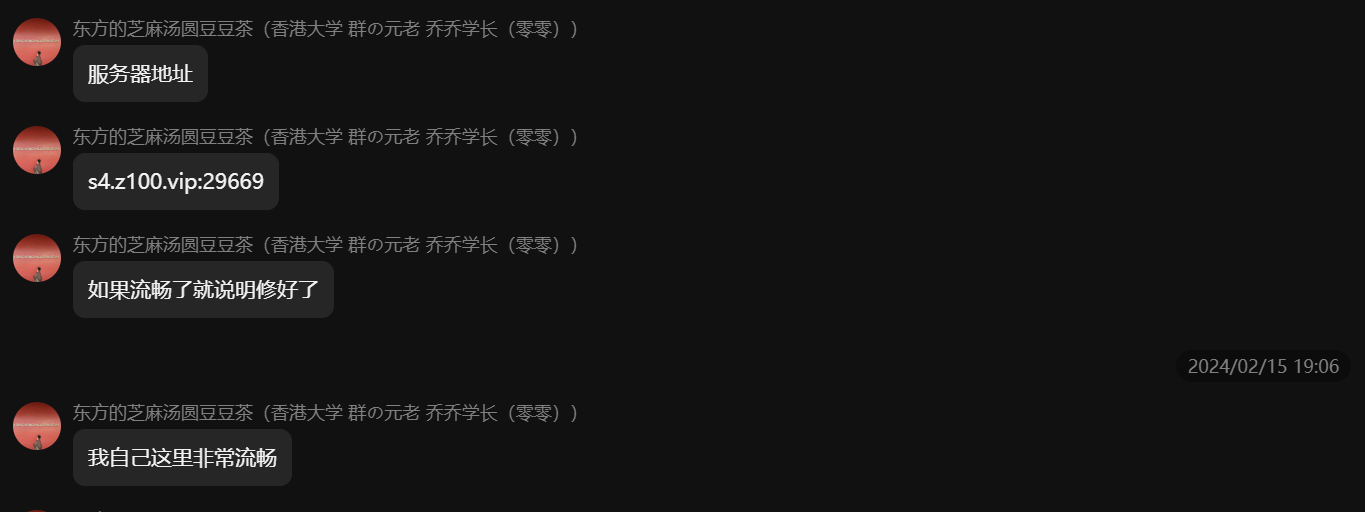 东方的芝麻汤圆豆豆茶（香港大学 群の元老 乔乔学长（零零））
服务器地址
东方的芝麻汤圆豆豆茶（香港大学 群の元老 乔乔学长（零零））
s4.z100.vip:29669
东方的芝麻汤圆豆豆茶（香港大学 群の元老 乔乔学长（零零））
如果流畅了就说明修好了
2024/02/15 19:06
东方的芝麻汤圆豆豆茶（香港大学 群の元老 乔乔学长（零零））
我自己这里非常流畅